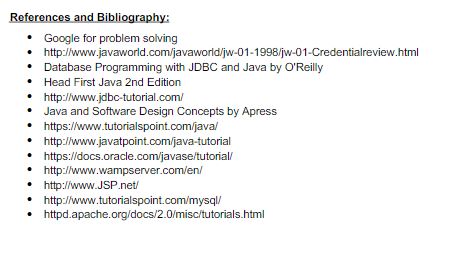 References and Bibliography:
• Google for problem solving
• http://www.javaworld.com/javaworld/jw-01-1998/jw-01-Credentialreview.html
• Database Programming with JDBC and Java by O'Reilly
• Head First Java 2nd Edition
• http://www.jdbc-tutorial.com/
• Java and Software Design Concepts by Apress
• https://www.tutorialspoint.com/java/
• http://www.javatpoint.com/java-tutorial
• https://docs.oracle.com/javase/tutorial/
• http://www.wampserver.com/en/
• http://www.JSP.net/
• http://www.tutorialspoint.com/mysql/
• httpd.apache.org/docs/2.0/misc/tutorials.html